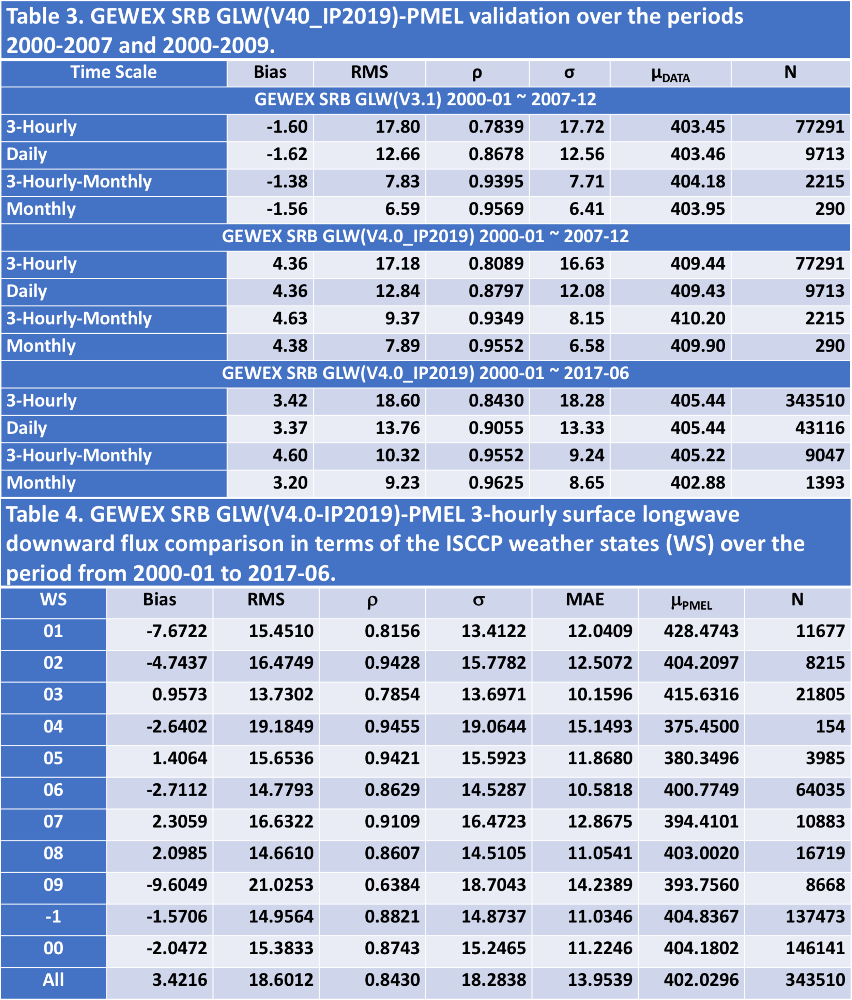 Table 3. GEWEX SRB GLW(V40_IP2019)-PMEL validation over the periods
2000-2007 and 2000-2009.
Time Scale Bias RMS ρ σ μDATA N
GEWEX SRB GLW(V3.1) 2000-01 ~ 2007-12
3-Hourly -1.60 17.80 0.7839 17.72 403.45 77291
Daily -1.62 12.66 0.8678 12.56 403.46 9713
3-Hourly-Monthly -1.38 7.83 0.9395 7.71 404.18 2215
Monthly -1.56 6.59 0.9569 6.41 403.95 290
GEWEX SRB GLW(V4.0_IP2019) 2000-01 ~ 2007-12
3-Hourly 4.36 17.18 0.8089 16.63 409.44 77291
Daily 4.36 12.84 0.8797 12.08 409.43 9713
3-Hourly-Monthly 4.63 9.37 0.9349 8.15 410.20 2215
Monthly 4.38 7.89 0.9552 6.58 409.90 290
GEWEX SRB GLW(V4.0_IP2019) 2000-01 ~ 2017-06
3-Hourly 3.42 18.60 0.8430 18.28 405.44 343510
Daily 3.37 13.76 0.9055 13.33 405.44 43116
3-Hourly-Monthly 4.60 10.32 0.9552 9.24 405.22 9047
Monthly 3.20 9.23 0.9625 8.65 402.88 1393
Table 4. GEWEX SRB GLW(V4.0-IP2019)-PMEL 3-hourly surface longwave
downward flux comparison in terms of the ISCCP weather states (WS) over the
period from 2000-01 to 2017-06.
WS Bias RMS ρ σ MAE μPMEL N
01 -7.6722 15.4510 0.8156 13.4122 12.0409 428.4743 11677
02 -4.7437 16.4749 0.9428 15.7782 12.5072 404.2097 8215
03 0.9573 13.7302 0.7854 13.6971 10.1596 415.6316 21805
04 -2.6402 19.1849 0.9455 19.0644 15.1493 375.4500 154
05 1.4064 15.6536 0.9421 15.5923 11.8680 380.3496 3985
06 -2.7112 14.7793 0.8629 14.5287 10.5818 400.7749 64035
07 2.3059 16.6322 0.9109 16.4723 12.8675 394.4101 10883
08 2.0985 14.6610 0.8607 14.5105 11.0541 403.0020 16719
09 -9.6049 21.0253 0.6384 18.7043 14.2389 393.7560 8668
-1 -1.5706 14.9564 0.8821 14.8737 11.0346 404.8367 137473
00 -2.0472 15.3833 0.8743 15.2465 11.2246 404.1802 146141
All 3.4216 18.6012 0.8430 18.2838 13.9539 402.0296 343510